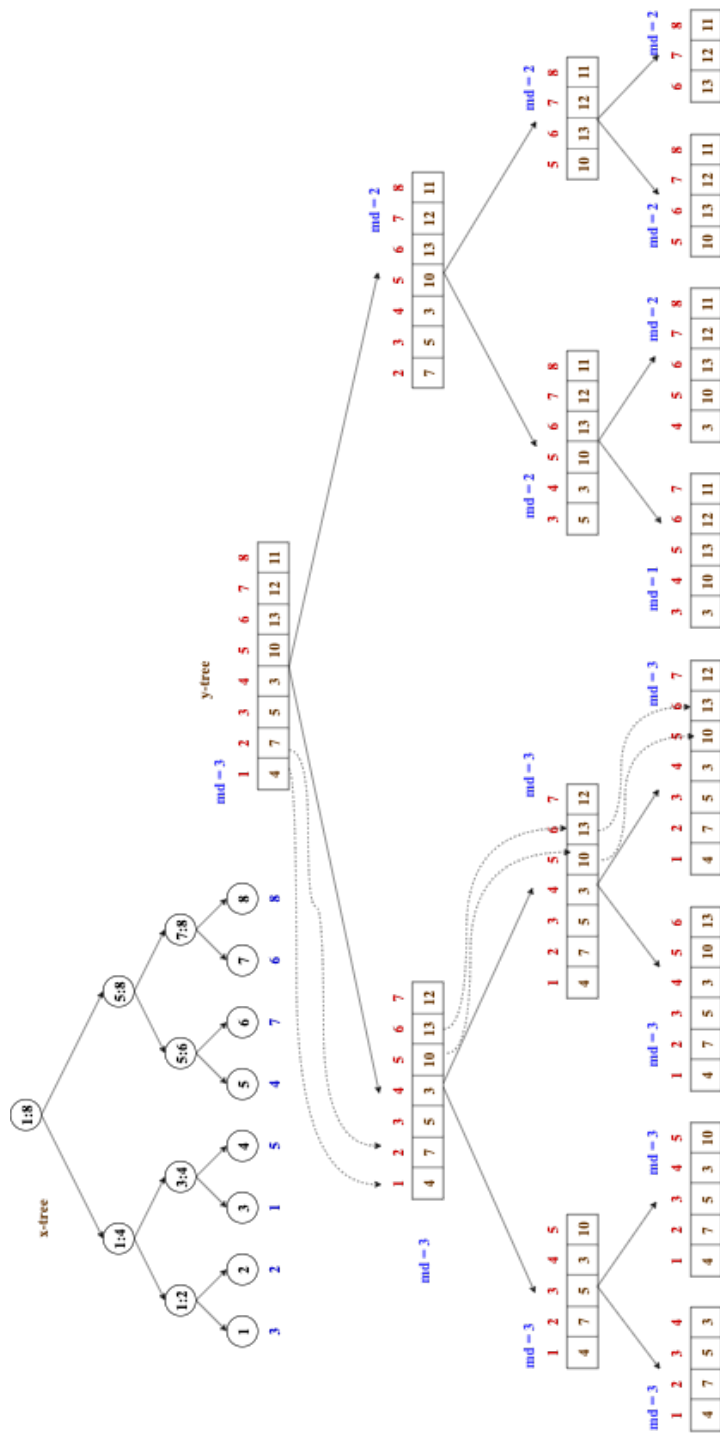 1:8
x-tree
1:4 5:8
1:2 3:4 5:6 7:8
1 2 3 4 5 6 7 8
3 2 1 5 4 7 6 8
y-tree
md = 3
1 2 3 4 5 6 7 8
4 7 5 3 10 13 12 11
md = 3
1 2 3 4 5 6 7
4 7 5 3 10 13 12
md = 2
2 3 4 5 6 7 8
7 5 3 10 13 12 11
md = 3
1 2 3 4 5
4 7 5 3 10
md = 3
1 2 3 4 5 6 7
4 7 5 3 10 13 12
md = 2
3 4 5 6 7 8
5 3 10 13 12 11
md = 2
5 6 7 8
10 13 12 11
md = 3
1 2 3 4
4 7 5 3
md = 3
1 2 3 4 5
4 7 5 3 10
md = 3
1 2 3 4 5 6
4 7 5 3 10 13
md = 3
1 2 3 4 5 6 7
4 7 5 3 10 13 12
md = 1
3 4 5 6 7
3 10 13 12 11
md = 2
4 5 6 7 8
3 10 13 12 11
md = 2
5 6 7 8
10 13 12 11
md = 2
6 7 8
13 12 11